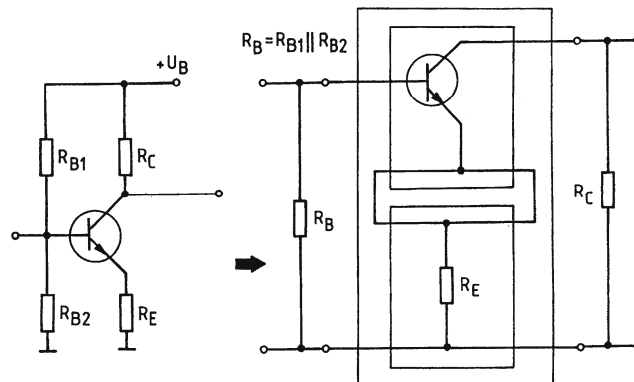 +U_B
R_B1
R_C
R_B2
R_E
R_B = R_B1 || R_B2
R_B
R_E
R_C